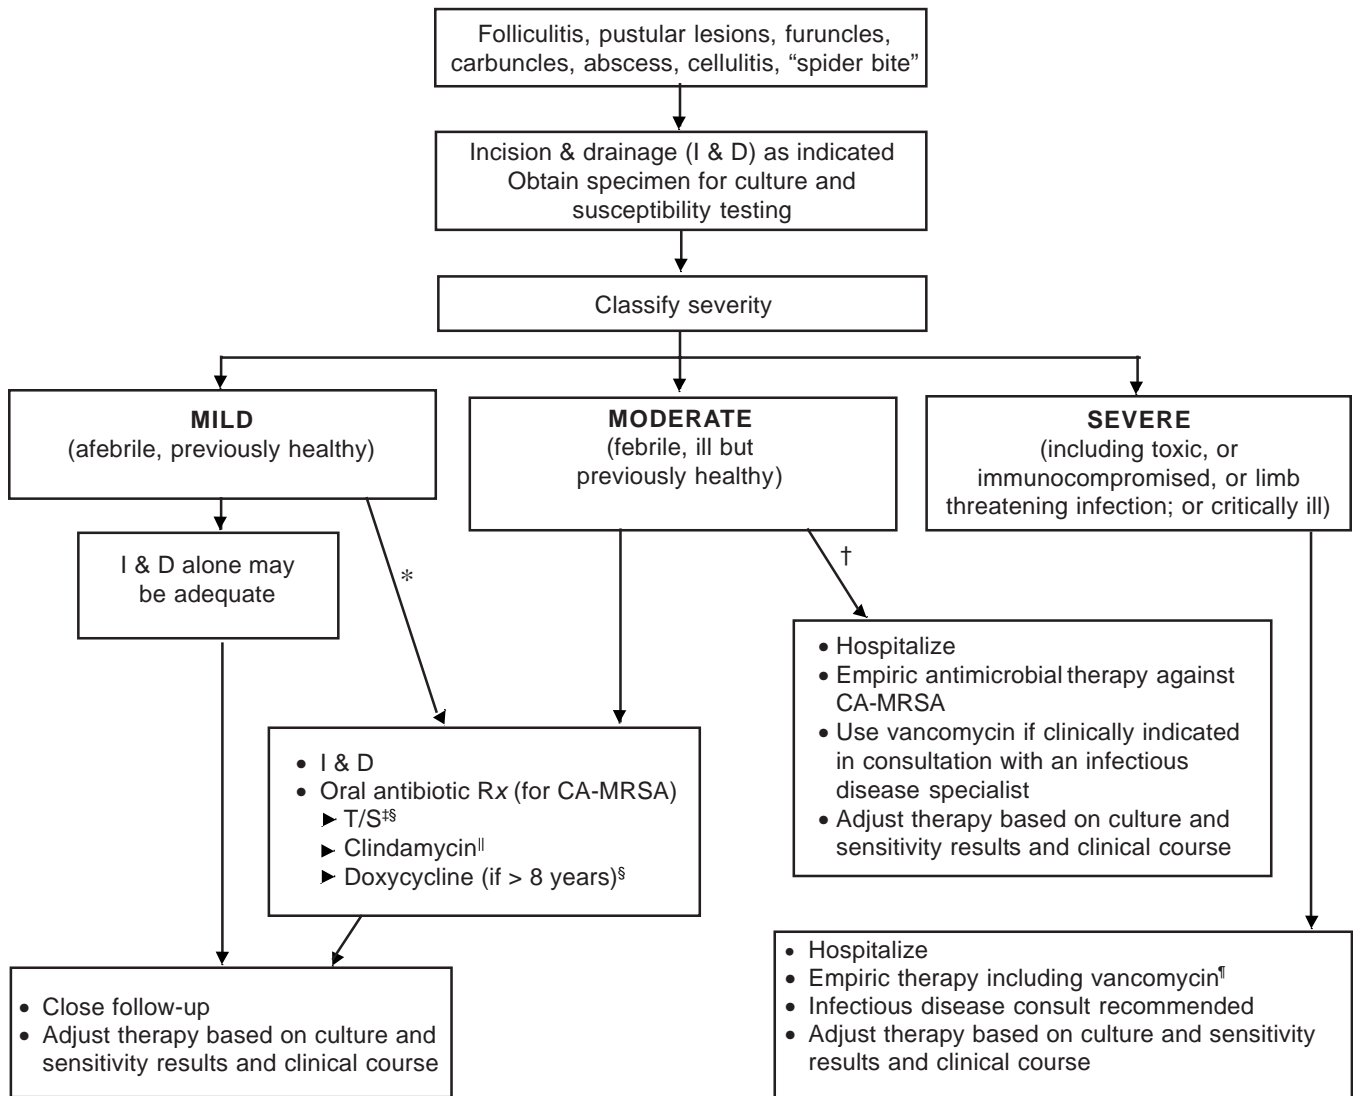 Folliculitis, pustular lesions, furuncles,
carbuncles, abscess, cellulitis, “spider bite”
Incision & drainage (I & D) as indicated
Obtain specimen for culture and
susceptibility testing
Classify severity
MILD
(afebrile, previously healthy)
MODERATE
(febrile, ill but
previously healthy)
SEVERE
(including toxic, or
immunocompromised, or limb
threatening infection; or critically ill)
I & D alone may
be adequate
*
†
• Hospitalize
• Empiric antimicrobial therapy against
CA-MRSA
• Use vancomycin if clinically indicated
in consultation with an infectious
disease specialist
• Adjust therapy based on culture and
sensitivity results and clinical course
• I & D
• Oral antibiotic Rx (for CA-MRSA)
► T/S‡§
► Clindamycin||
► Doxycycline (if > 8 years)§
• Close follow-up
• Adjust therapy based on culture and
sensitivity results and clinical course
• Hospitalize
• Empiric therapy including vancomycin¶
• Infectious disease consult recommended
• Adjust therapy based on culture and sensitivity
results and clinical course